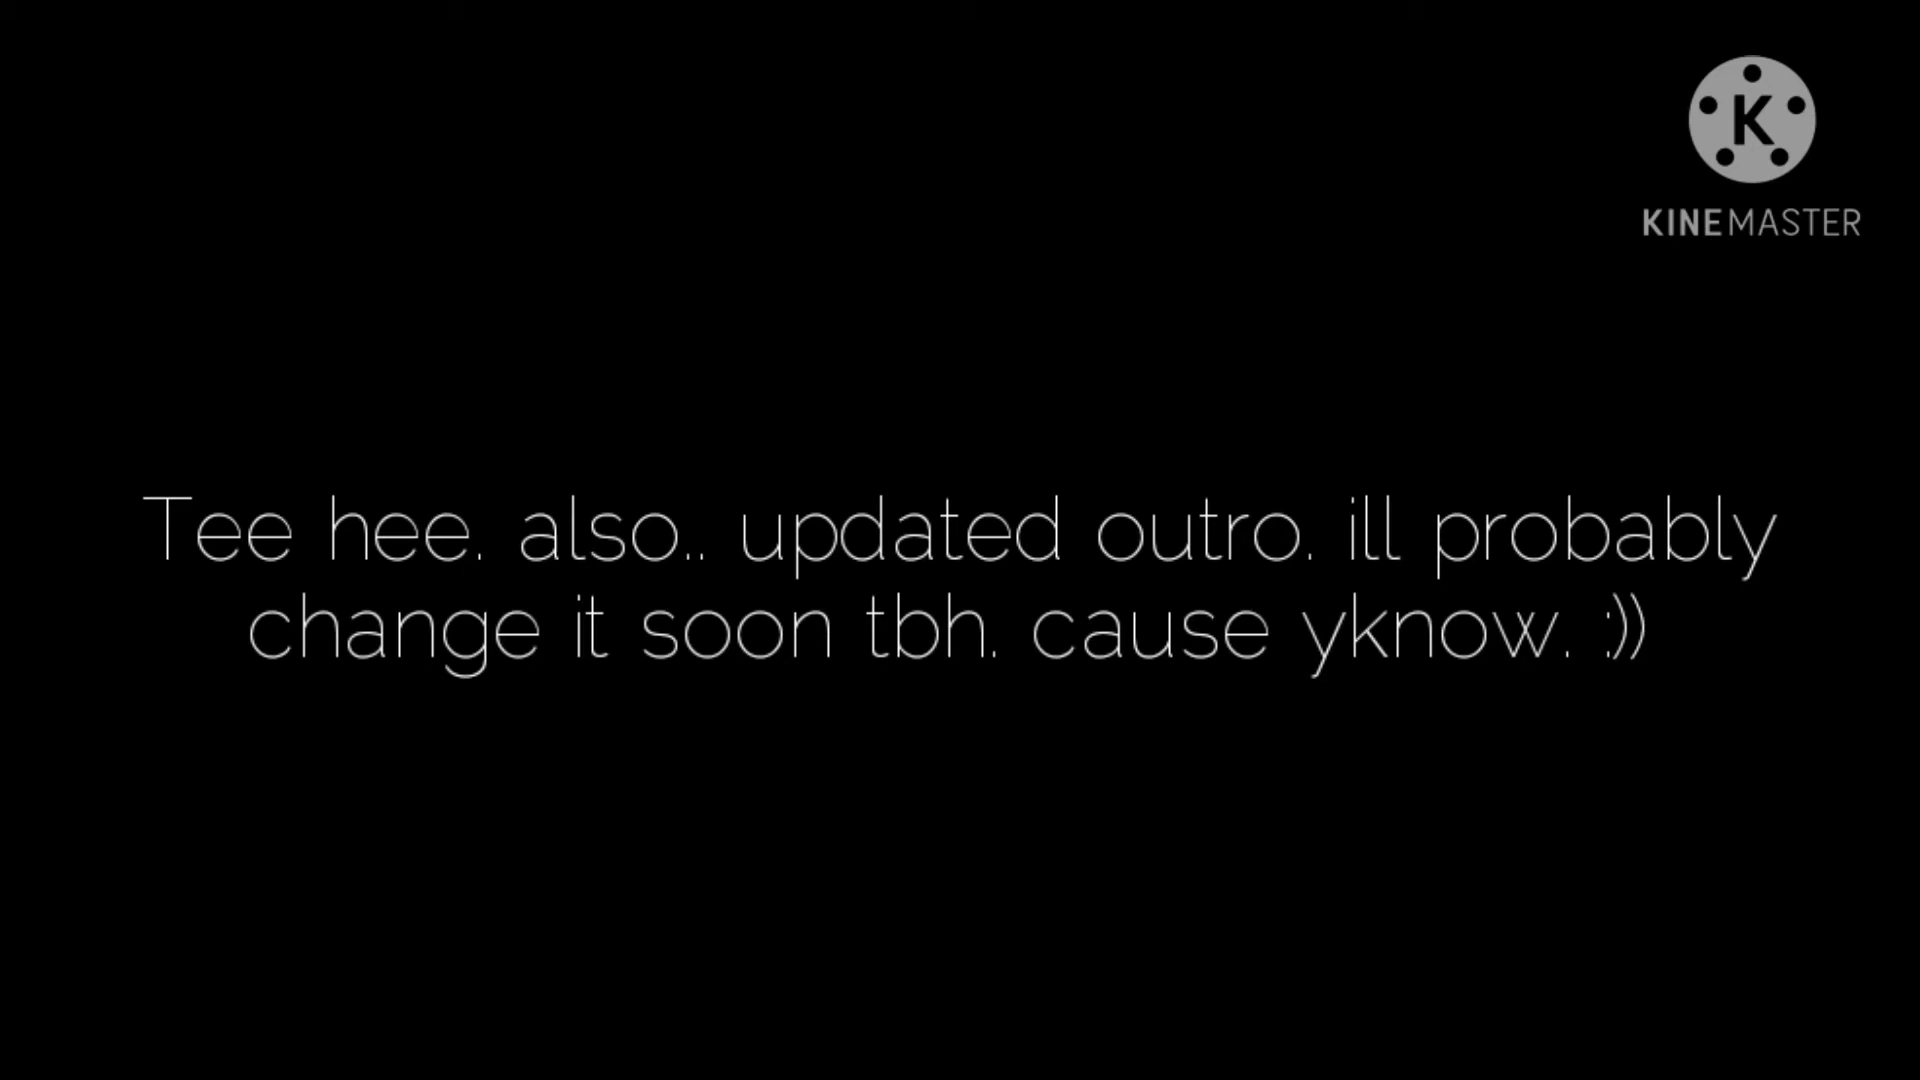 K
KINEMASTER
Tee hee. also.. updated outro. ill probably
change it soon tbh. cause yknow. :))